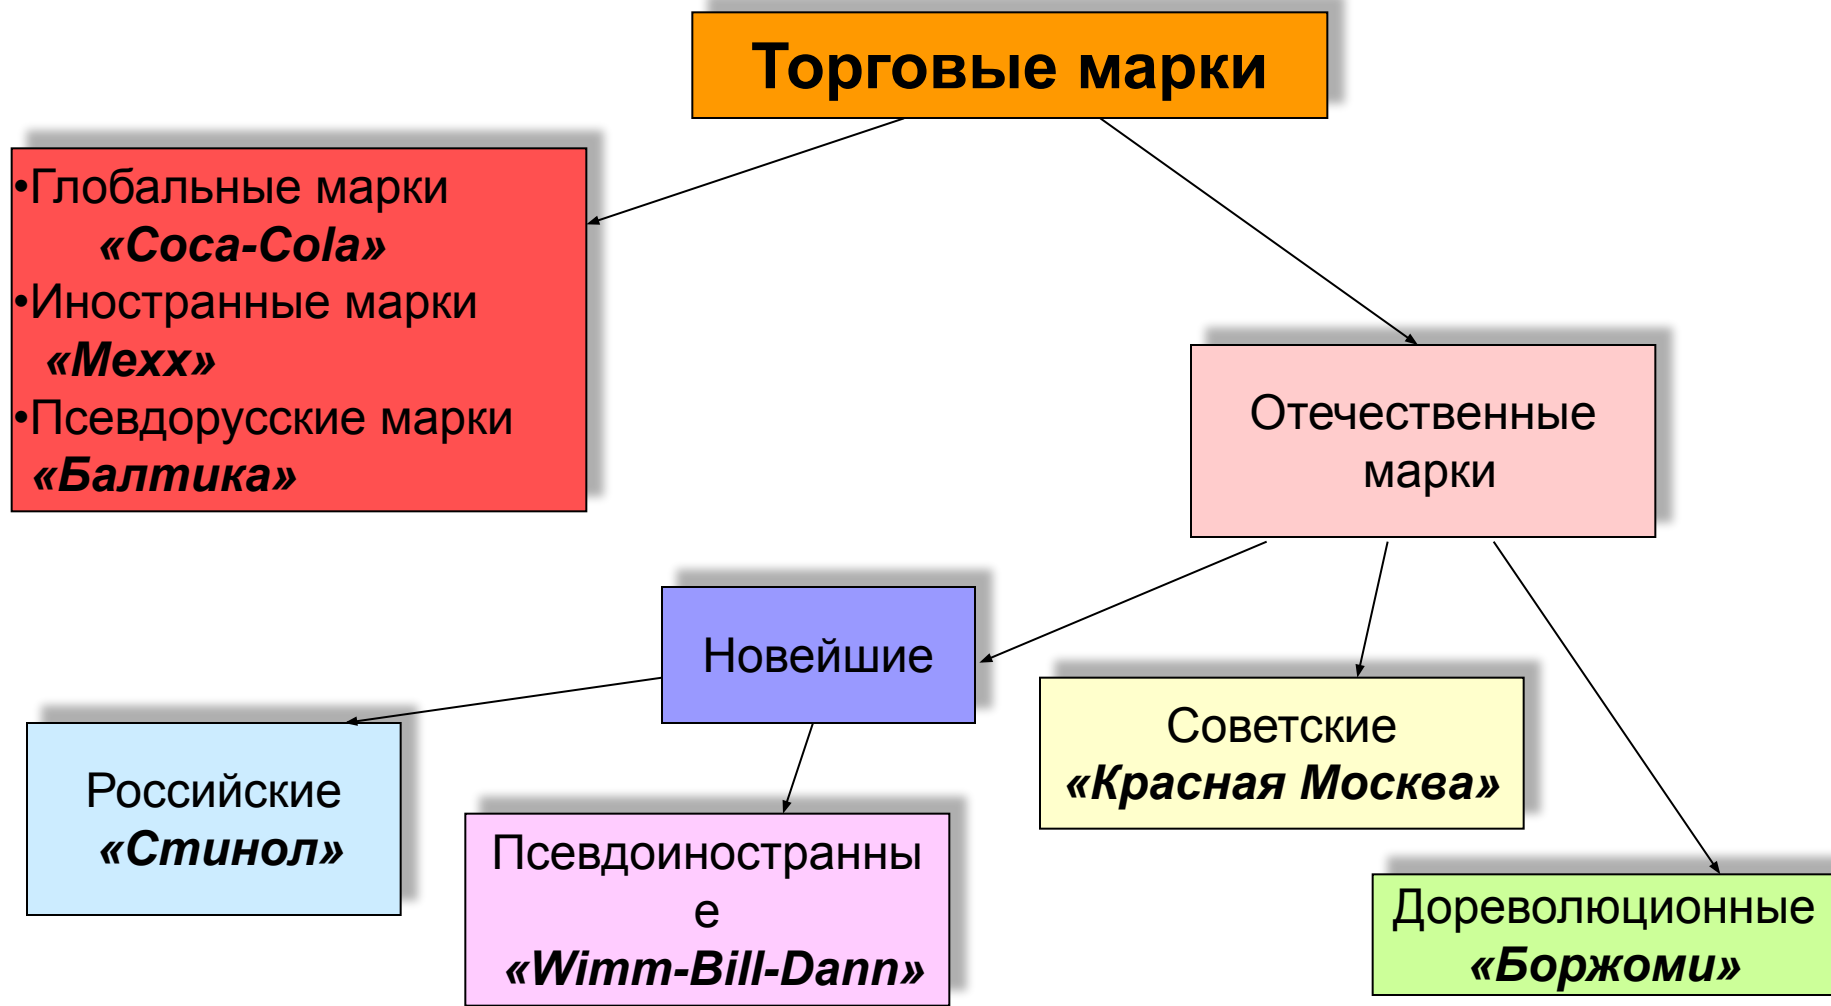 Торговые марки
•Глобальные марки
«Coca-Cola»
•Иностранные марки
«Mexx»
•Псевдорусские марки
«Балтика»
Отечественные
марки
Новейшие
Советские
«Красная Москва»
Российские
«Стинол»
Псевдоиностранны
е
«Wimm-Bill-Dann»
Дореволюционные
«Боржоми»